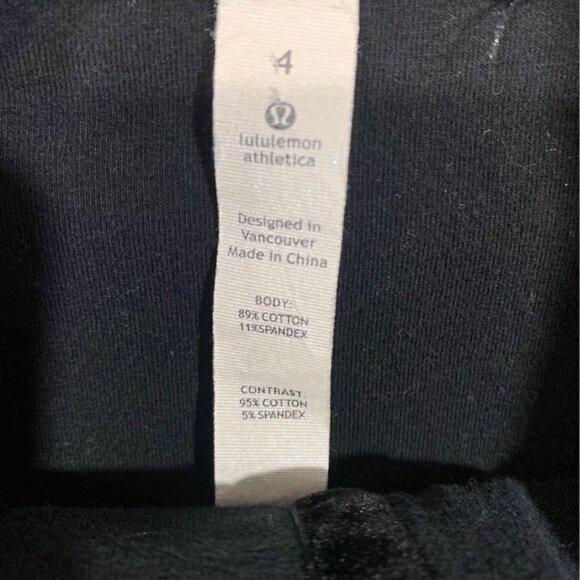 4
lululemon
athletica
Designed in
Vancouver
Made in China
BODY:
89% COTTON
11%SPANDEX
CONTRAST:
95% COTTON
5% SPANDEX